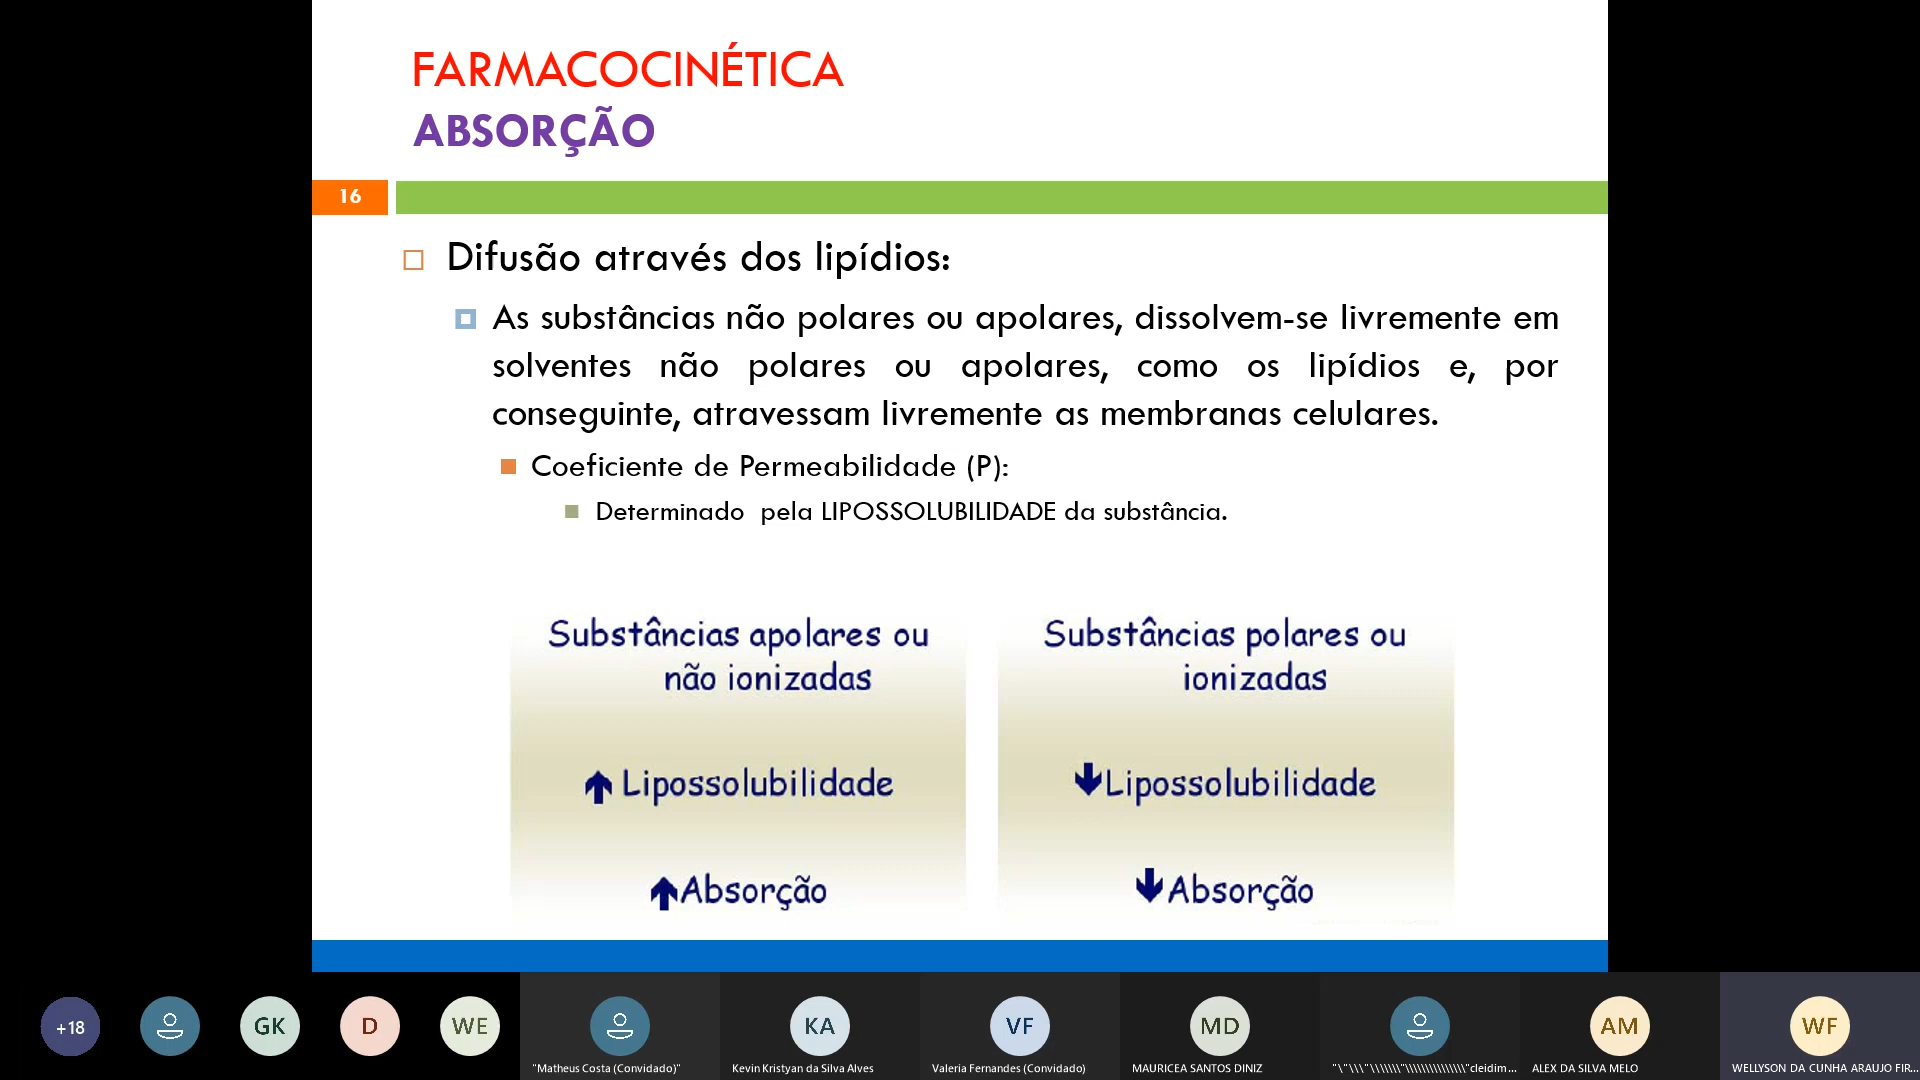 FARMACOCINÉTICA
ABSORÇÃO
16
Difusão através dos lipídios:
As substâncias não polares ou apolares, dissolvem-se livremente em
solventes não polares ou apolares, como os lipídios e, por
conseguinte, atravessam livremente as membranas celulares.
Coeficiente de Permeabilidade (P):
Determinado pela LIPOSSOLUBILIDADE da substância.
Substâncias apolares ou
não ionizadas
Lipossolubilidade
Absorção
Substâncias polares ou
ionizadas
Lipossolubilidade
Absorção
+18
GK
D
WE
"Matheus Costa (Convidado)"
KA
Kevin Kristyan da Silva Alves
VF
Valeria Fernandes (Convidado)
MD
MAURICEA SANTOS DINIZ
"\"\\\"\\\\\\\"\\\\\\\\\\\\\\\"cleidim...
AM
ALEX DA SILVA MELO
WF
WELLYSON DA CUNHA ARAUJO FIR...